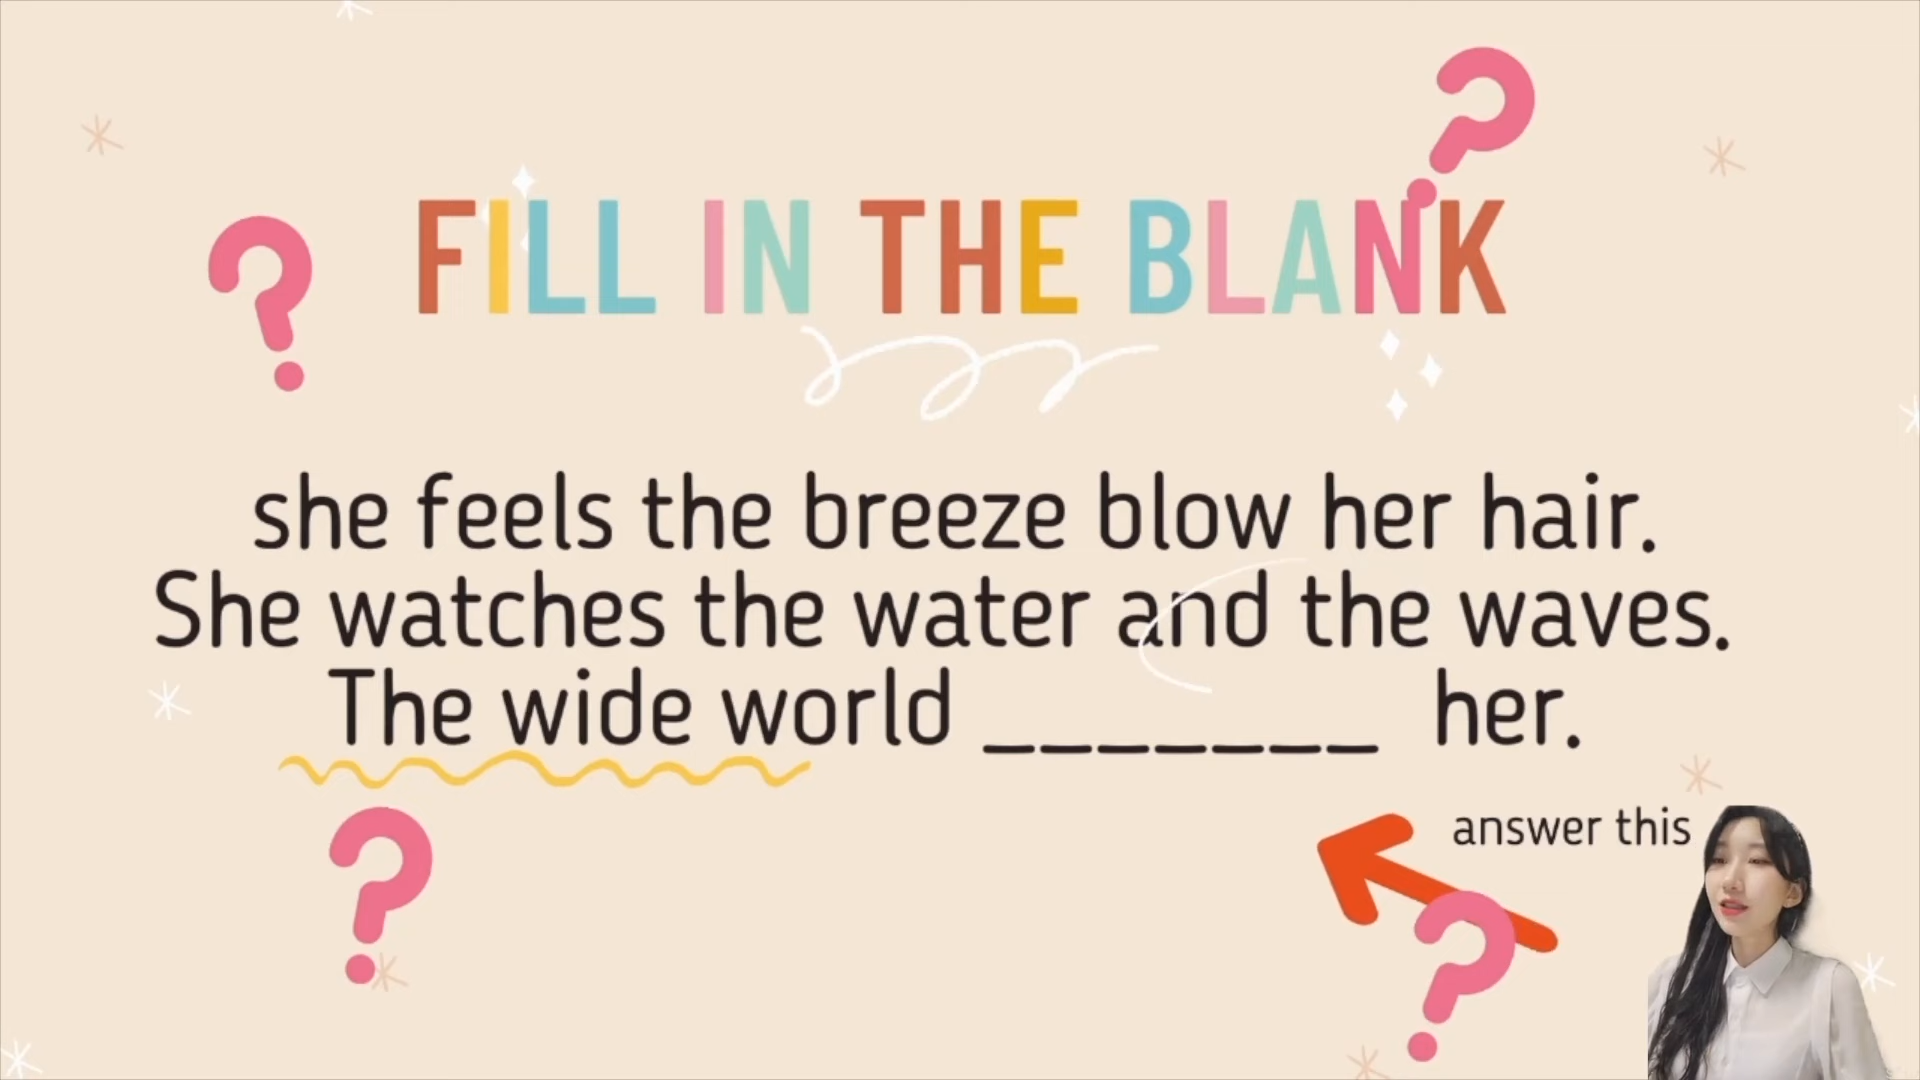 FILL IN THE BLANK
she feels the breeze blow her hair.
She watches the water and the waves.
The wide world _______ her.
answer this